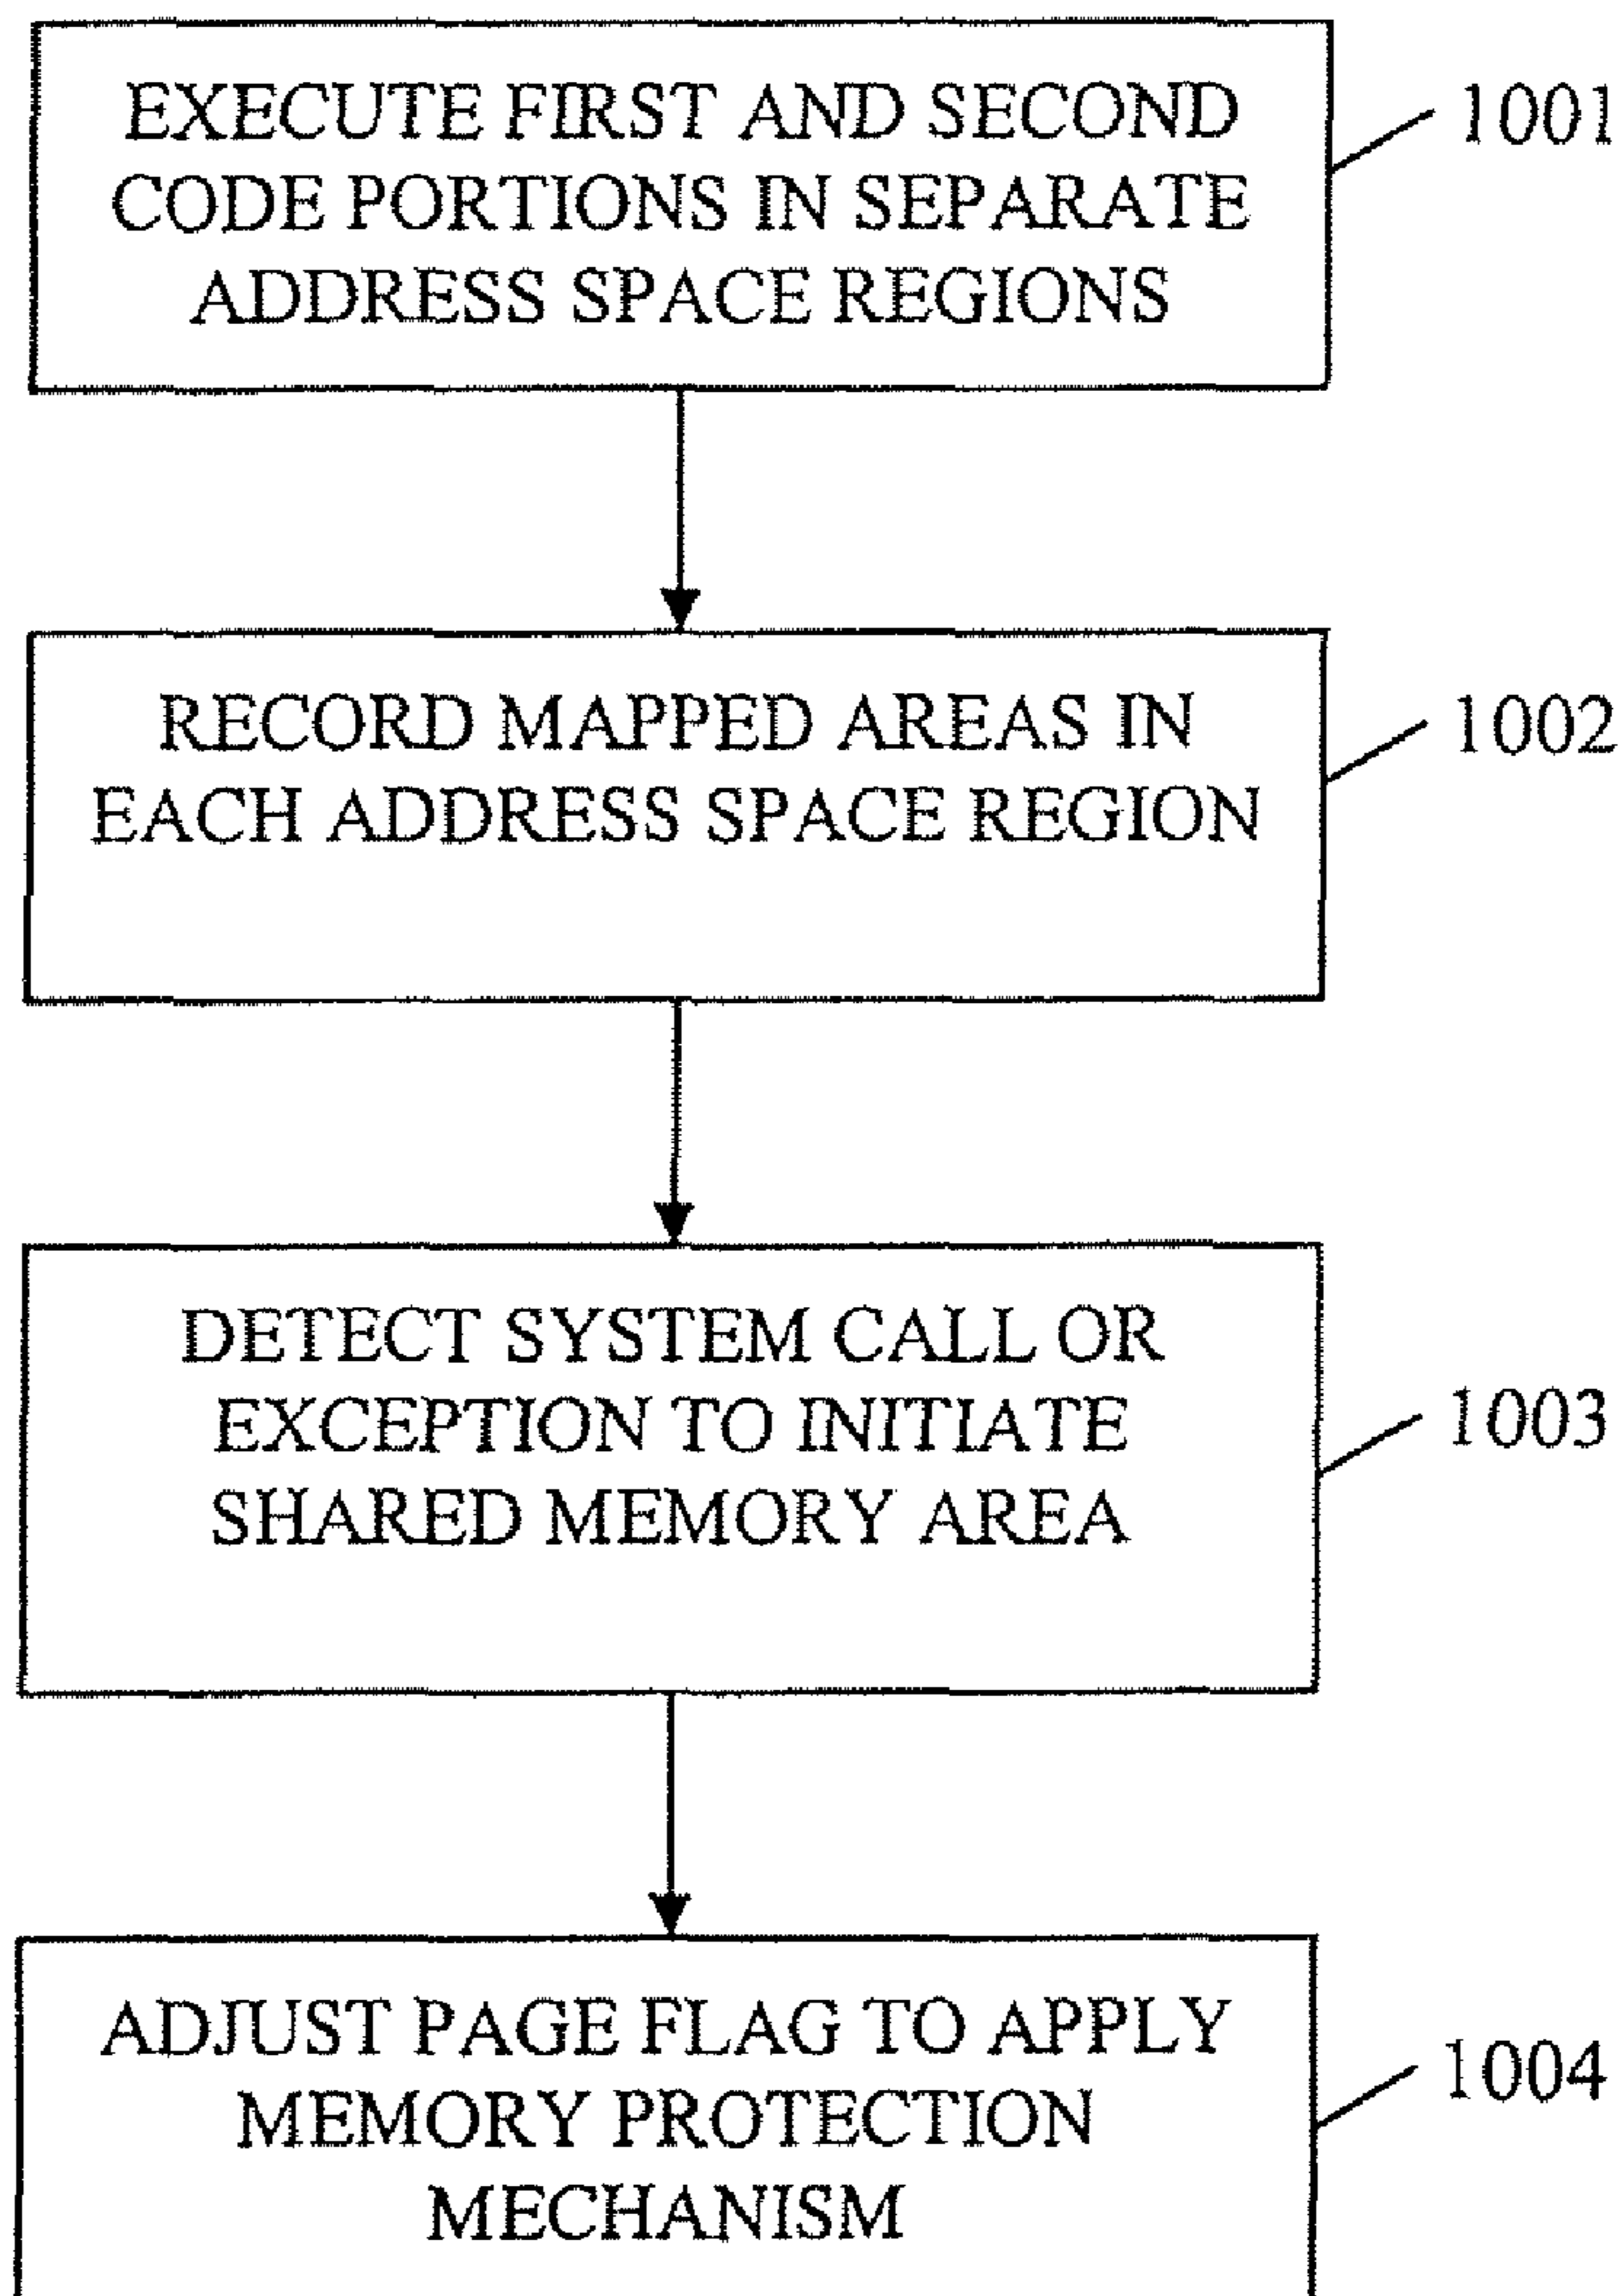 EXECUTE FIRST AND SECOND
CODE PORTIONS IN SEPARATE
ADDRESS SPACE REGIONS
1001
RECORD MAPPED AREAS IN
EACH ADDRESS SPACE REGION
1002
DETECT SYSTEM CALL OR
EXCEPTION TO INITIATE
SHARED MEMORY AREA
1003
ADJUST PAGE FLAG TO APPLY
MEMORY PROTECTION
MECHANISM
1004